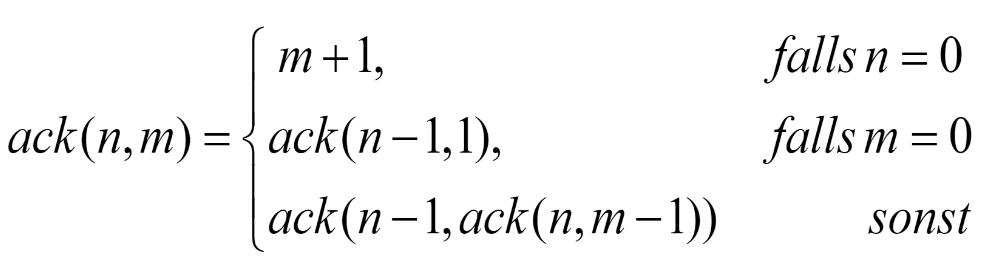 m + 1, falls n = 0
ack(n, m) = { ack(n − 1,1), falls m = 0
ack(n − 1, ack(n, m − 1)) sonst